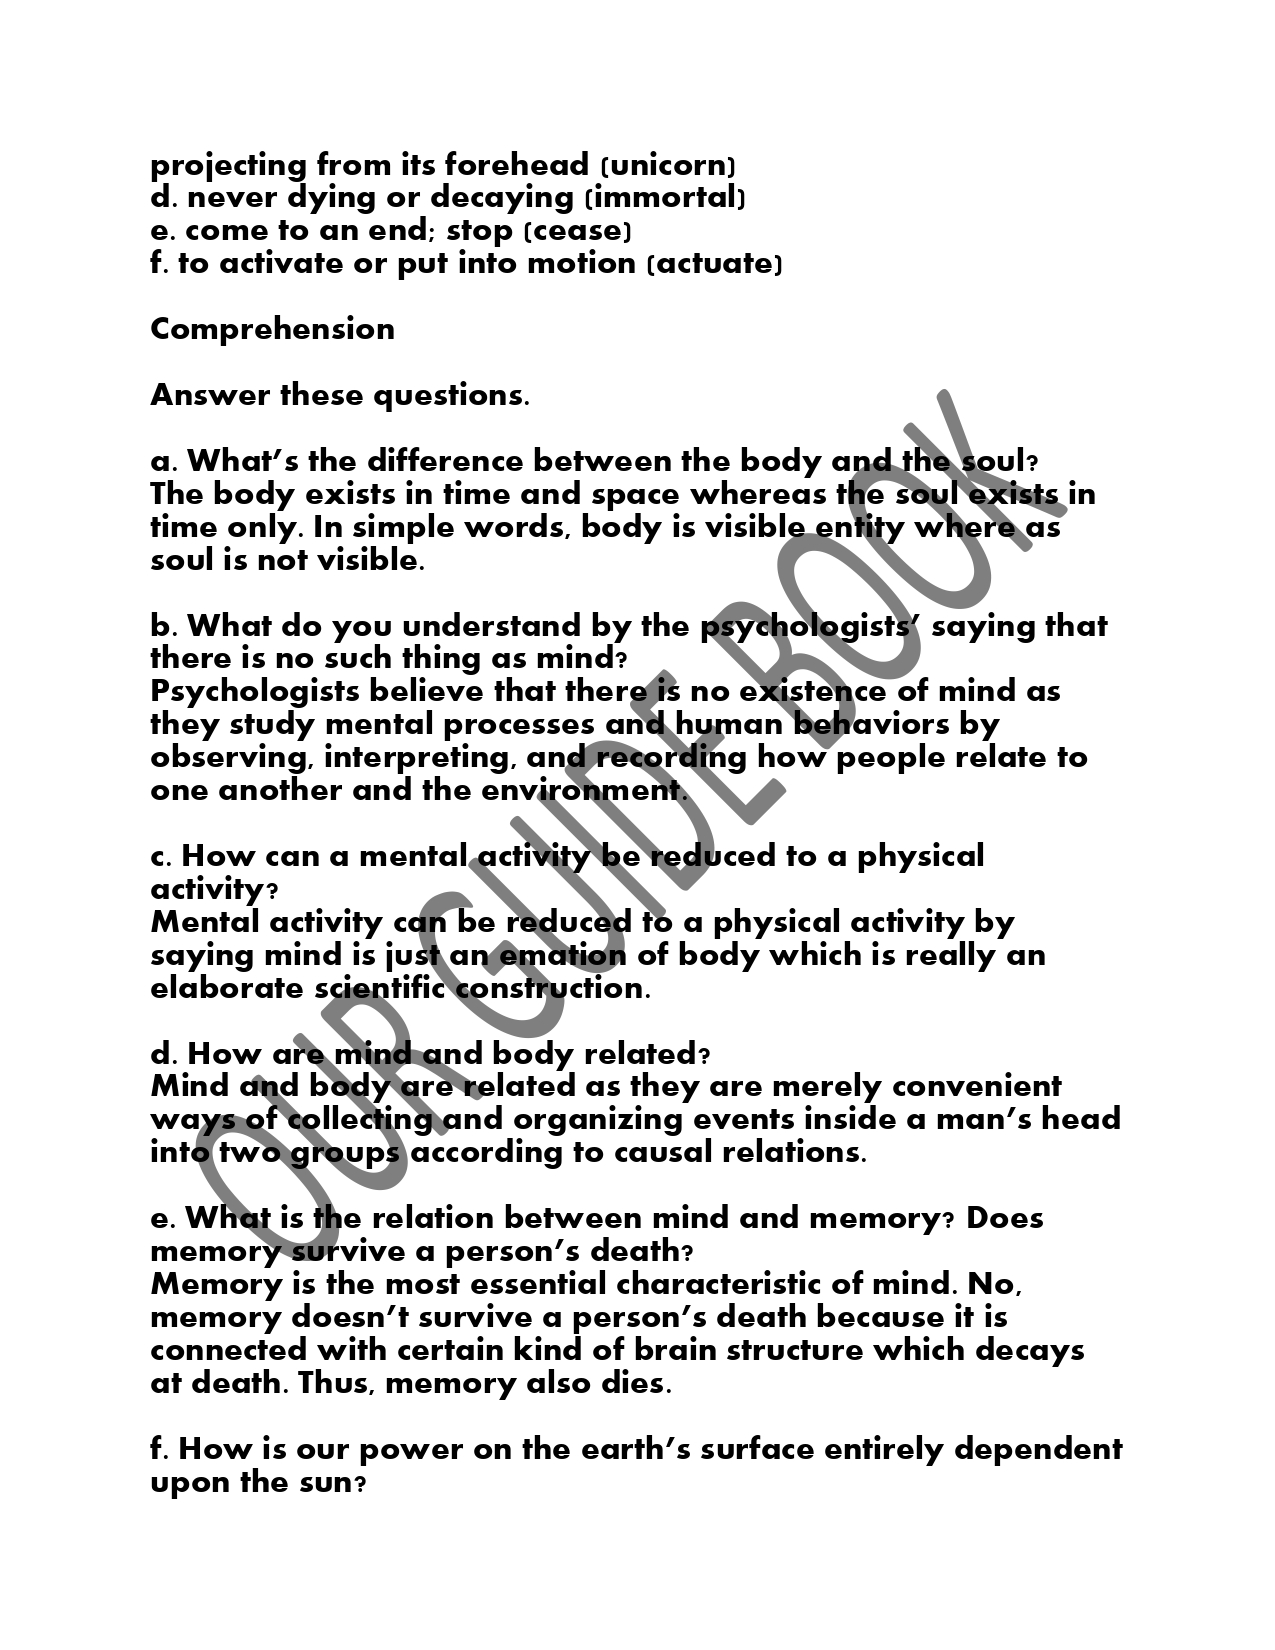 projecting from its forehead (unicorn)
d. never dying or decaying (immortal)
e. come to an end; stop (cease)
f. to activate or put into motion (actuate)
Comprehension
Answer these questions.
a. What’s the difference between the body and the soul?
The body exists in time and space whereas the soul exists in
time only. In simple words, body is visible entity where as
soul is not visible.
b. What do you understand by the psychologists’ saying that
there is no such thing as mind?
Psychologists believe that there is no existence of mind as
they study mental processes and human behaviors by
observing, interpreting, and recording how people relate to
one another and the environment.
c. How can a mental activity be reduced to a physical
activity?
Mental activity can be reduced to a physical activity by
saying mind is just an emation of body which is really an
elaborate scientific construction.
d. How are mind and body related?
Mind and body are related as they are merely convenient
ways of collecting and organizing events inside a man’s head
into two groups according to causal relations.
e. What is the relation between mind and memory? Does
memory survive a person’s death?
Memory is the most essential characteristic of mind. No,
memory doesn’t survive a person’s death because it is
connected with certain kind of brain structure which decays
at death. Thus, memory also dies.
f. How is our power on the earth’s surface entirely dependent
upon the sun?
OUR GUIDE BOOK